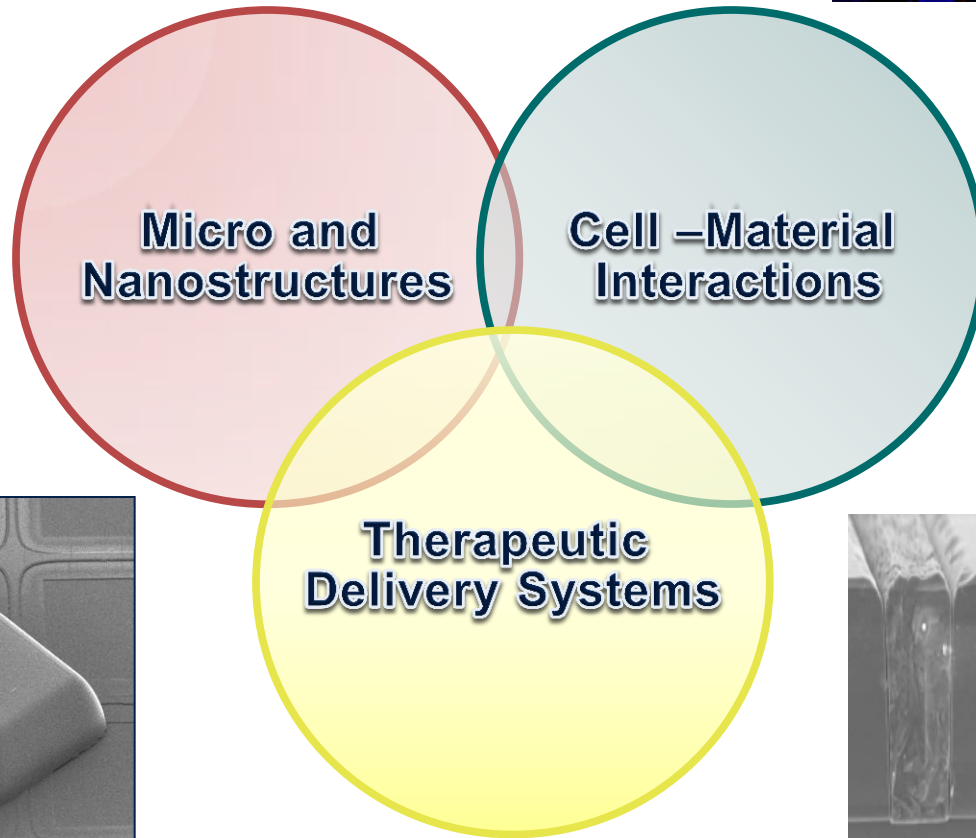 Micro and
Nanostructures
Cell –Material
Interactions
Therapeutic
Delivery Systems